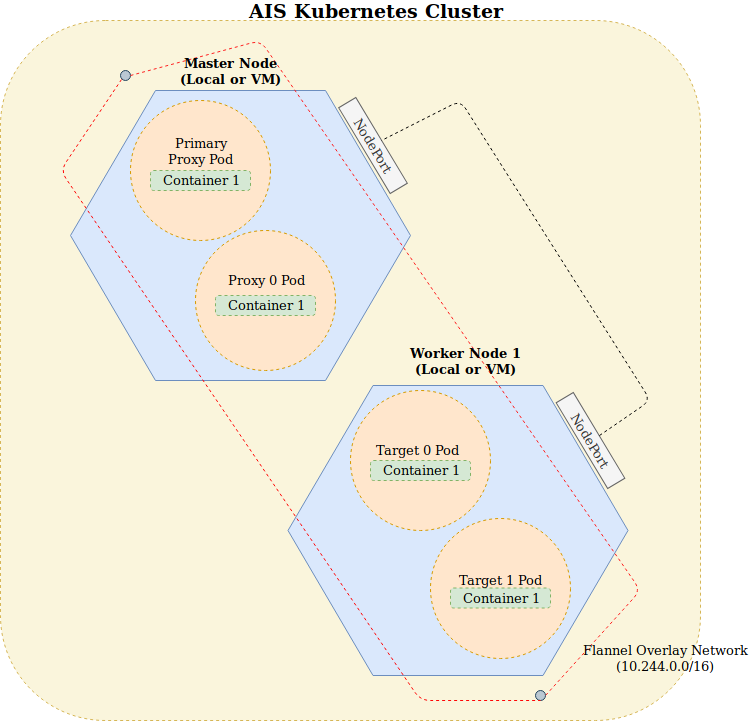 AIS Kubernetes Cluster
Master Node
(Local or VM)
NodePort
Primary
Proxy Pod
Container 1
Proxy 0 Pod
Container 1
Worker Node 1
(Local or VM)
NodePort
Target 0 Pod
Container 1
Target 1 Pod
Container 1
Flannel Overlay Network
(10.244.0.0/16)